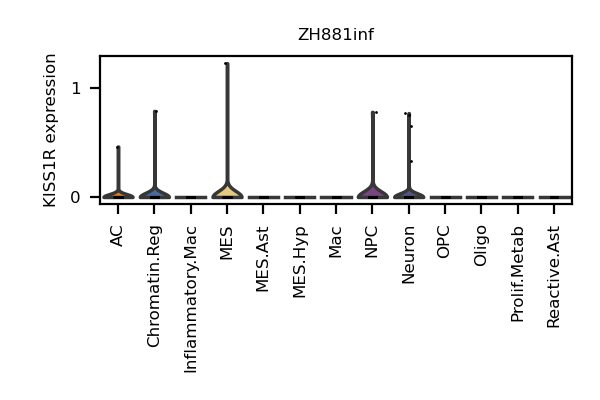 ZH881inf
KISS1R expression
1
0
AC
Chromatin.Reg
Inflammatory.Mac
MES
MES.Ast
MES.Hyp
Mac
NPC
Neuron
OPC
Oligo
Prolif.Metab
Reactive.Ast